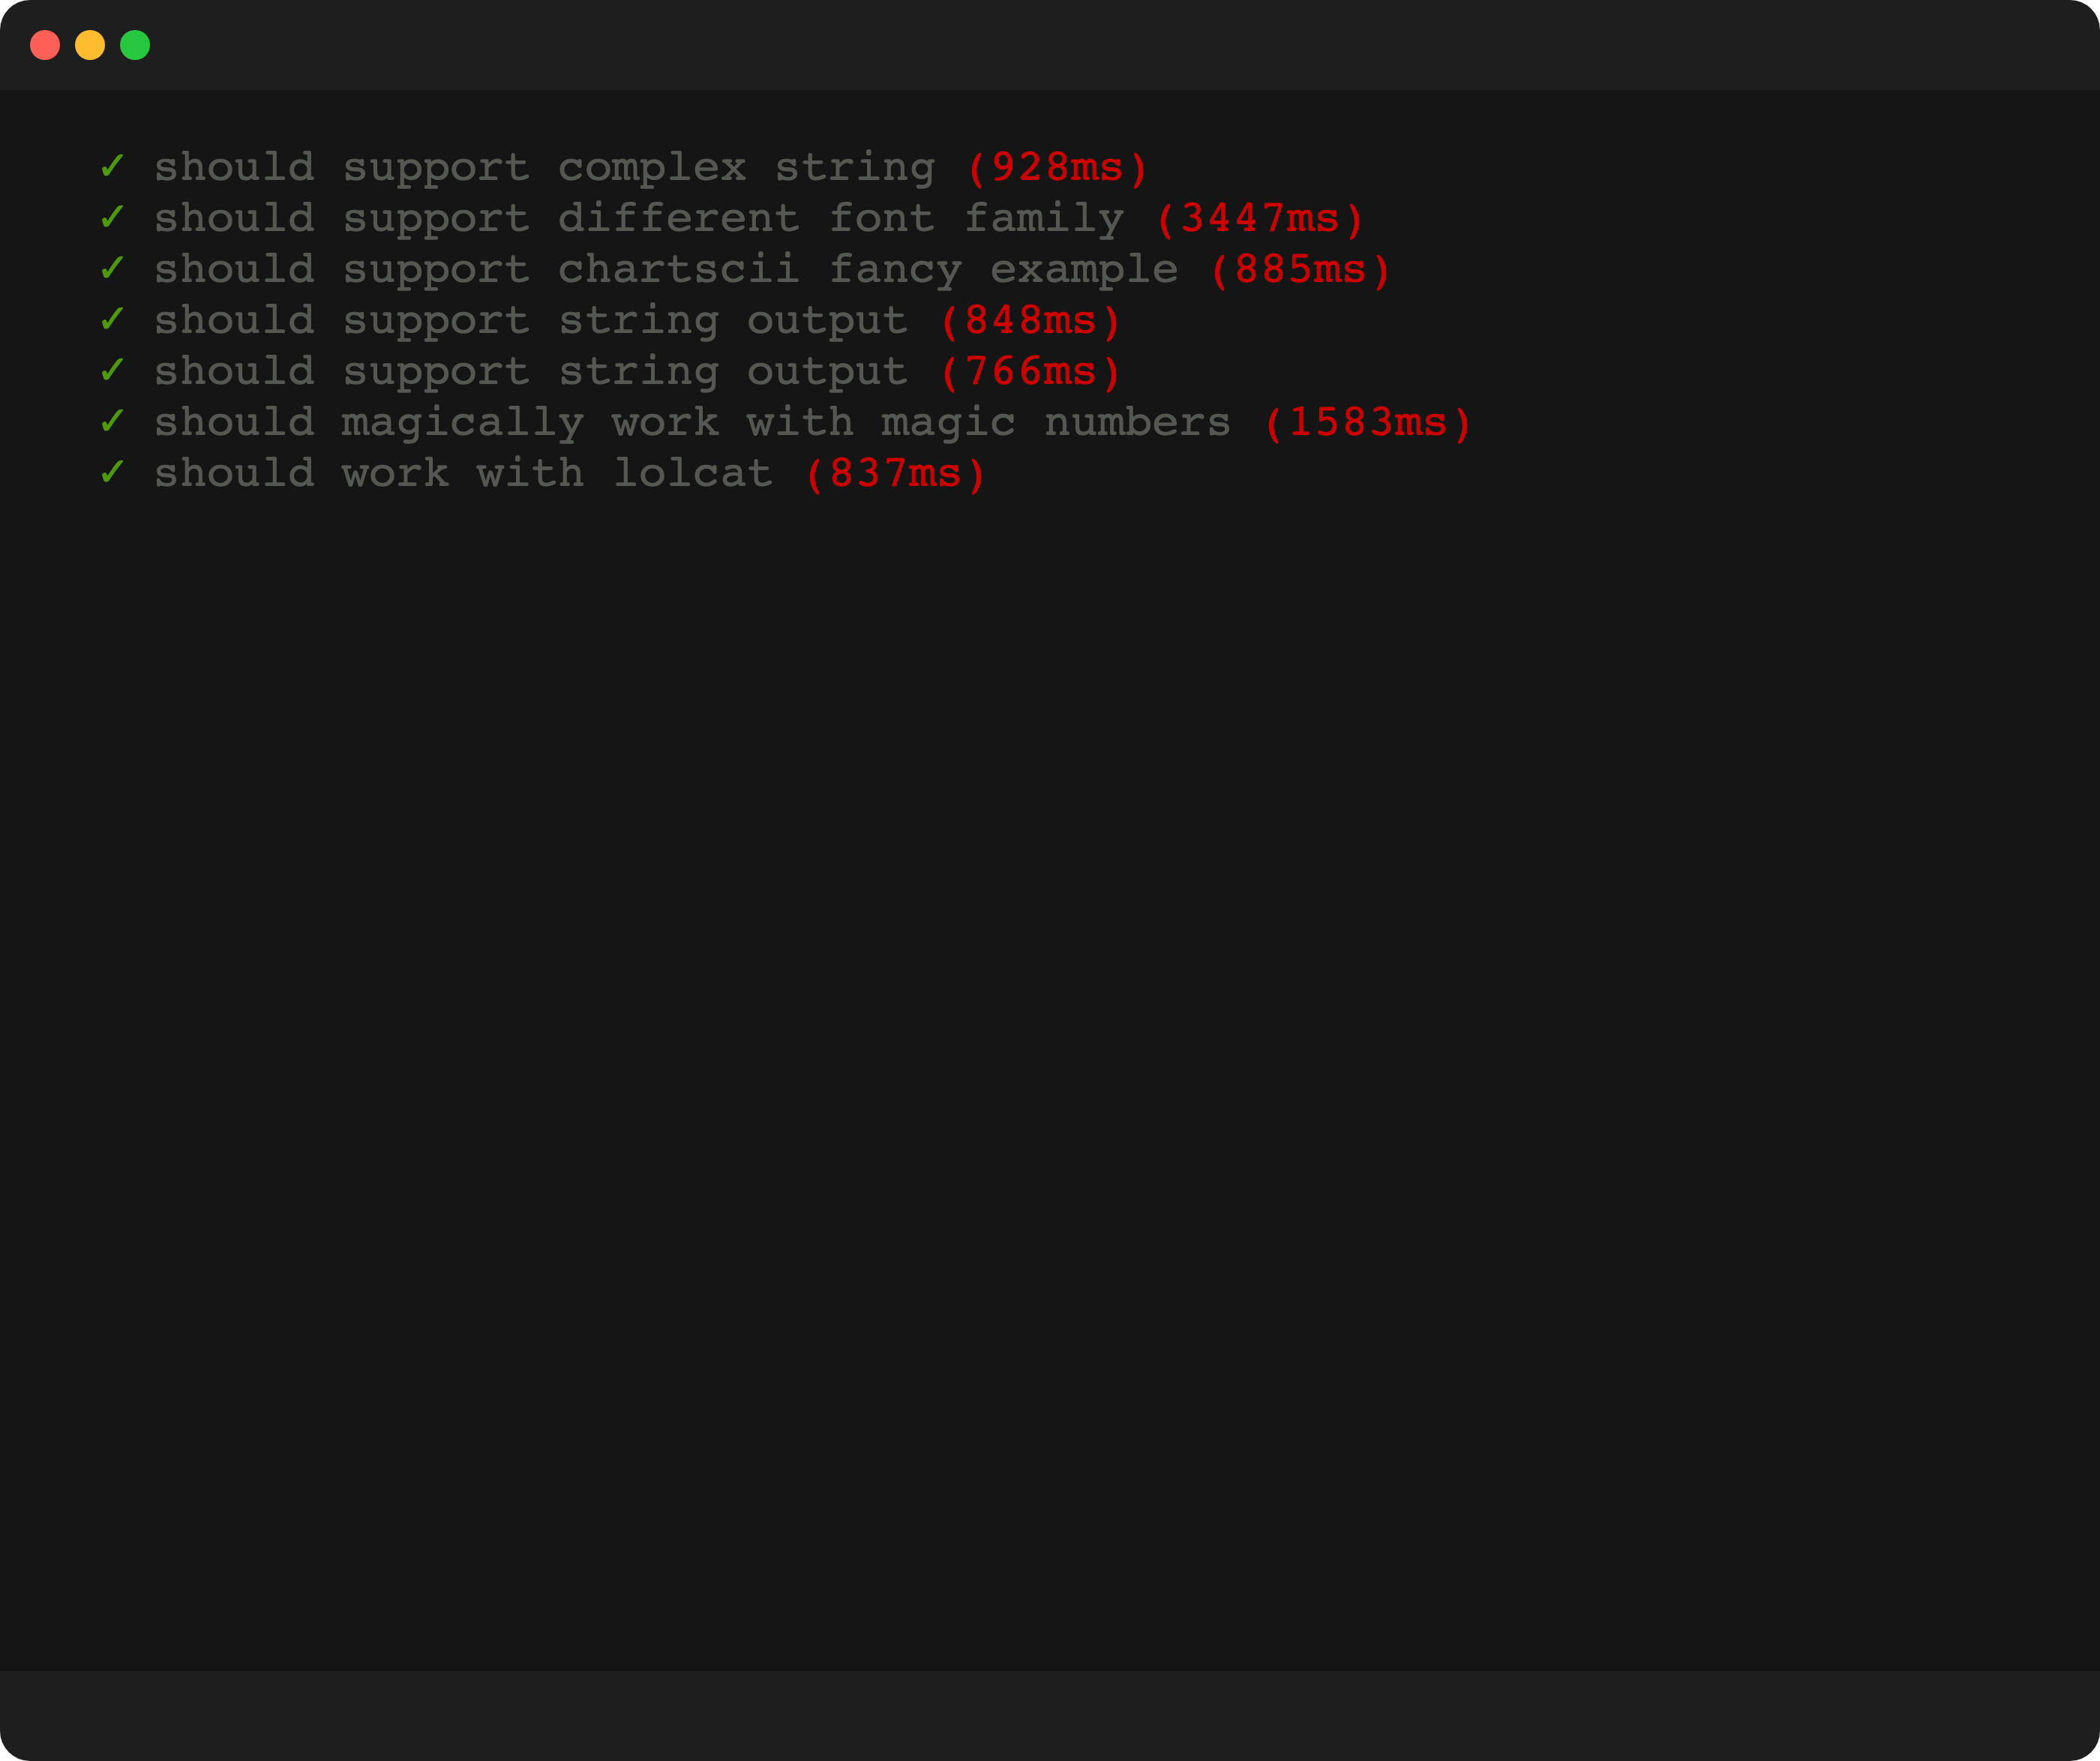 ✓ should support complex string (928ms)
✓ should support different font family (3447ms)
✓ should support chartscii fancy example (885ms)
✓ should support string output (848ms)
✓ should support string output (766ms)
✓ should magically work with magic numbers (1583ms)
✓ should work with lolcat (837ms)